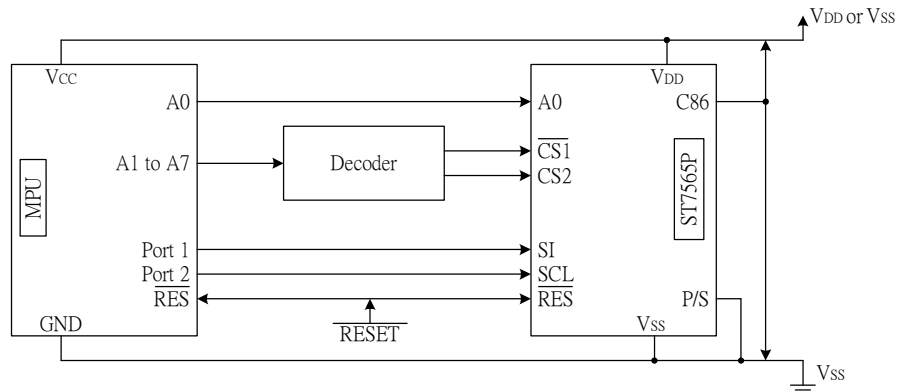 VDD or VSS
VCC
VDD
A0
A0
C86
A1 to A7
Decoder
CS1
CS2
MPU
ST7565P
Port 1
SI
Port 2
SCL
RES
RES
P/S
GND
RESET
VSS
VSS